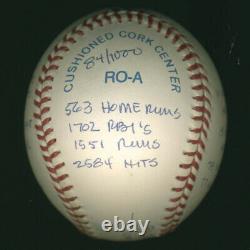 CUSHIONED CORK CENTER
84/1000
RO-A
563 HOME RUNS
1702 RBI'S
1551 RUNS
2584 HITS